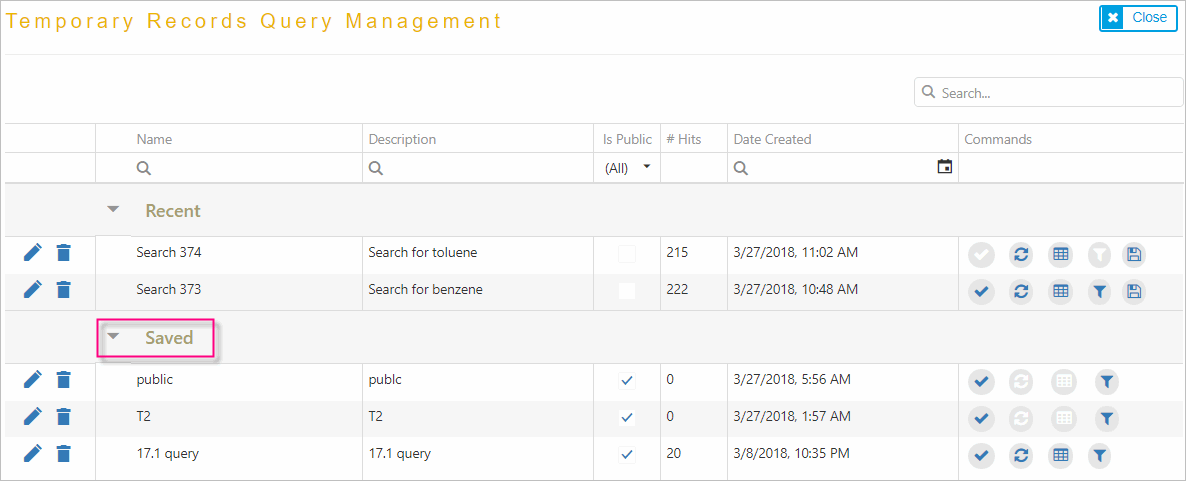 Temporary Records Query Management
Close
Search...
Name Description Is Public # Hits Date Created Commands
(All)
Recent
Search 374 Search for toluene 215 3/27/2018, 11:02 AM
Search 373 Search for benzene 222 3/27/2018, 10:48 AM
Saved
public publc 0 3/27/2018, 5:56 AM
T2 T2 0 3/27/2018, 1:57 AM
17.1 query 17.1 query 20 3/8/2018, 10:35 PM